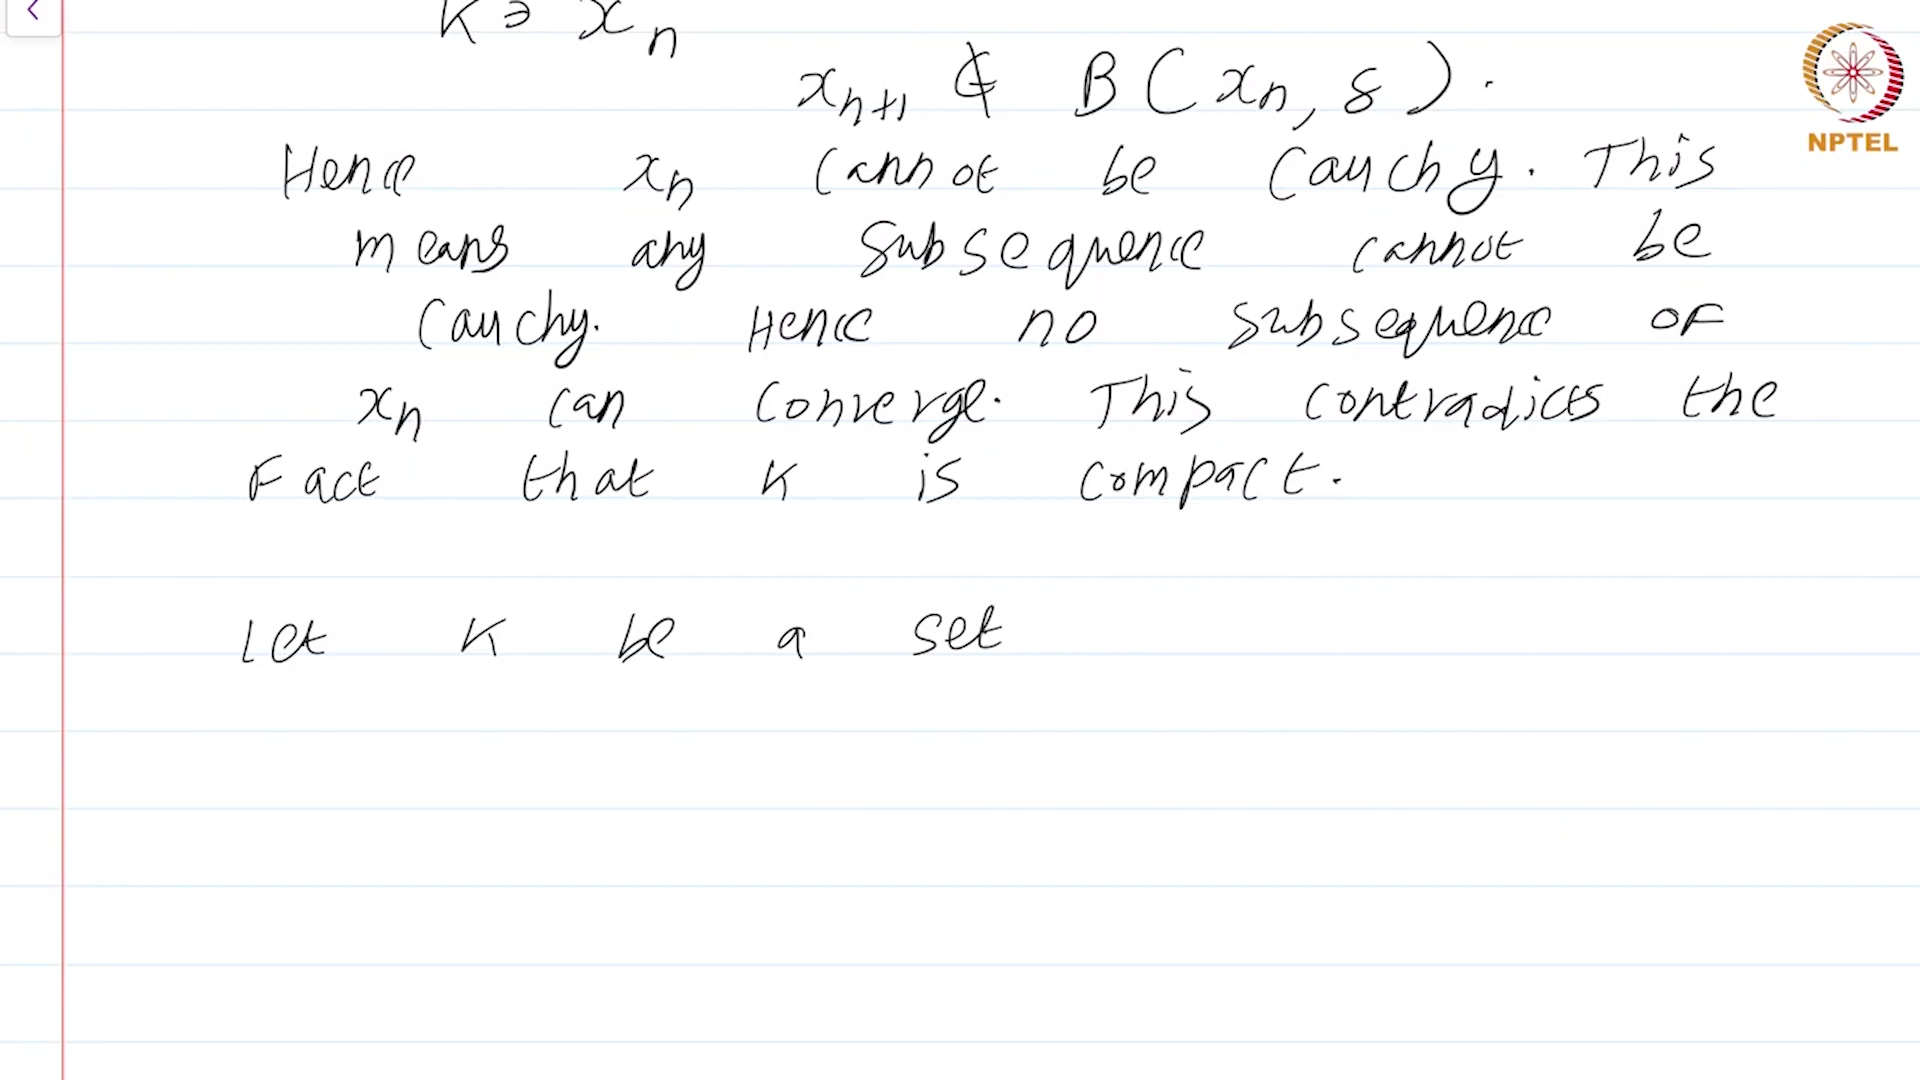 K ∋ xₙ
xₙ₊₁ ∉ B(xₙ, δ).
NPTEL
Hence xₙ cannot be Cauchy. This
means any subsequence cannot be
Cauchy. Hence no subsequence of
xₙ can converge. This contradicts the
Fact that K is compact.
Let K be a set